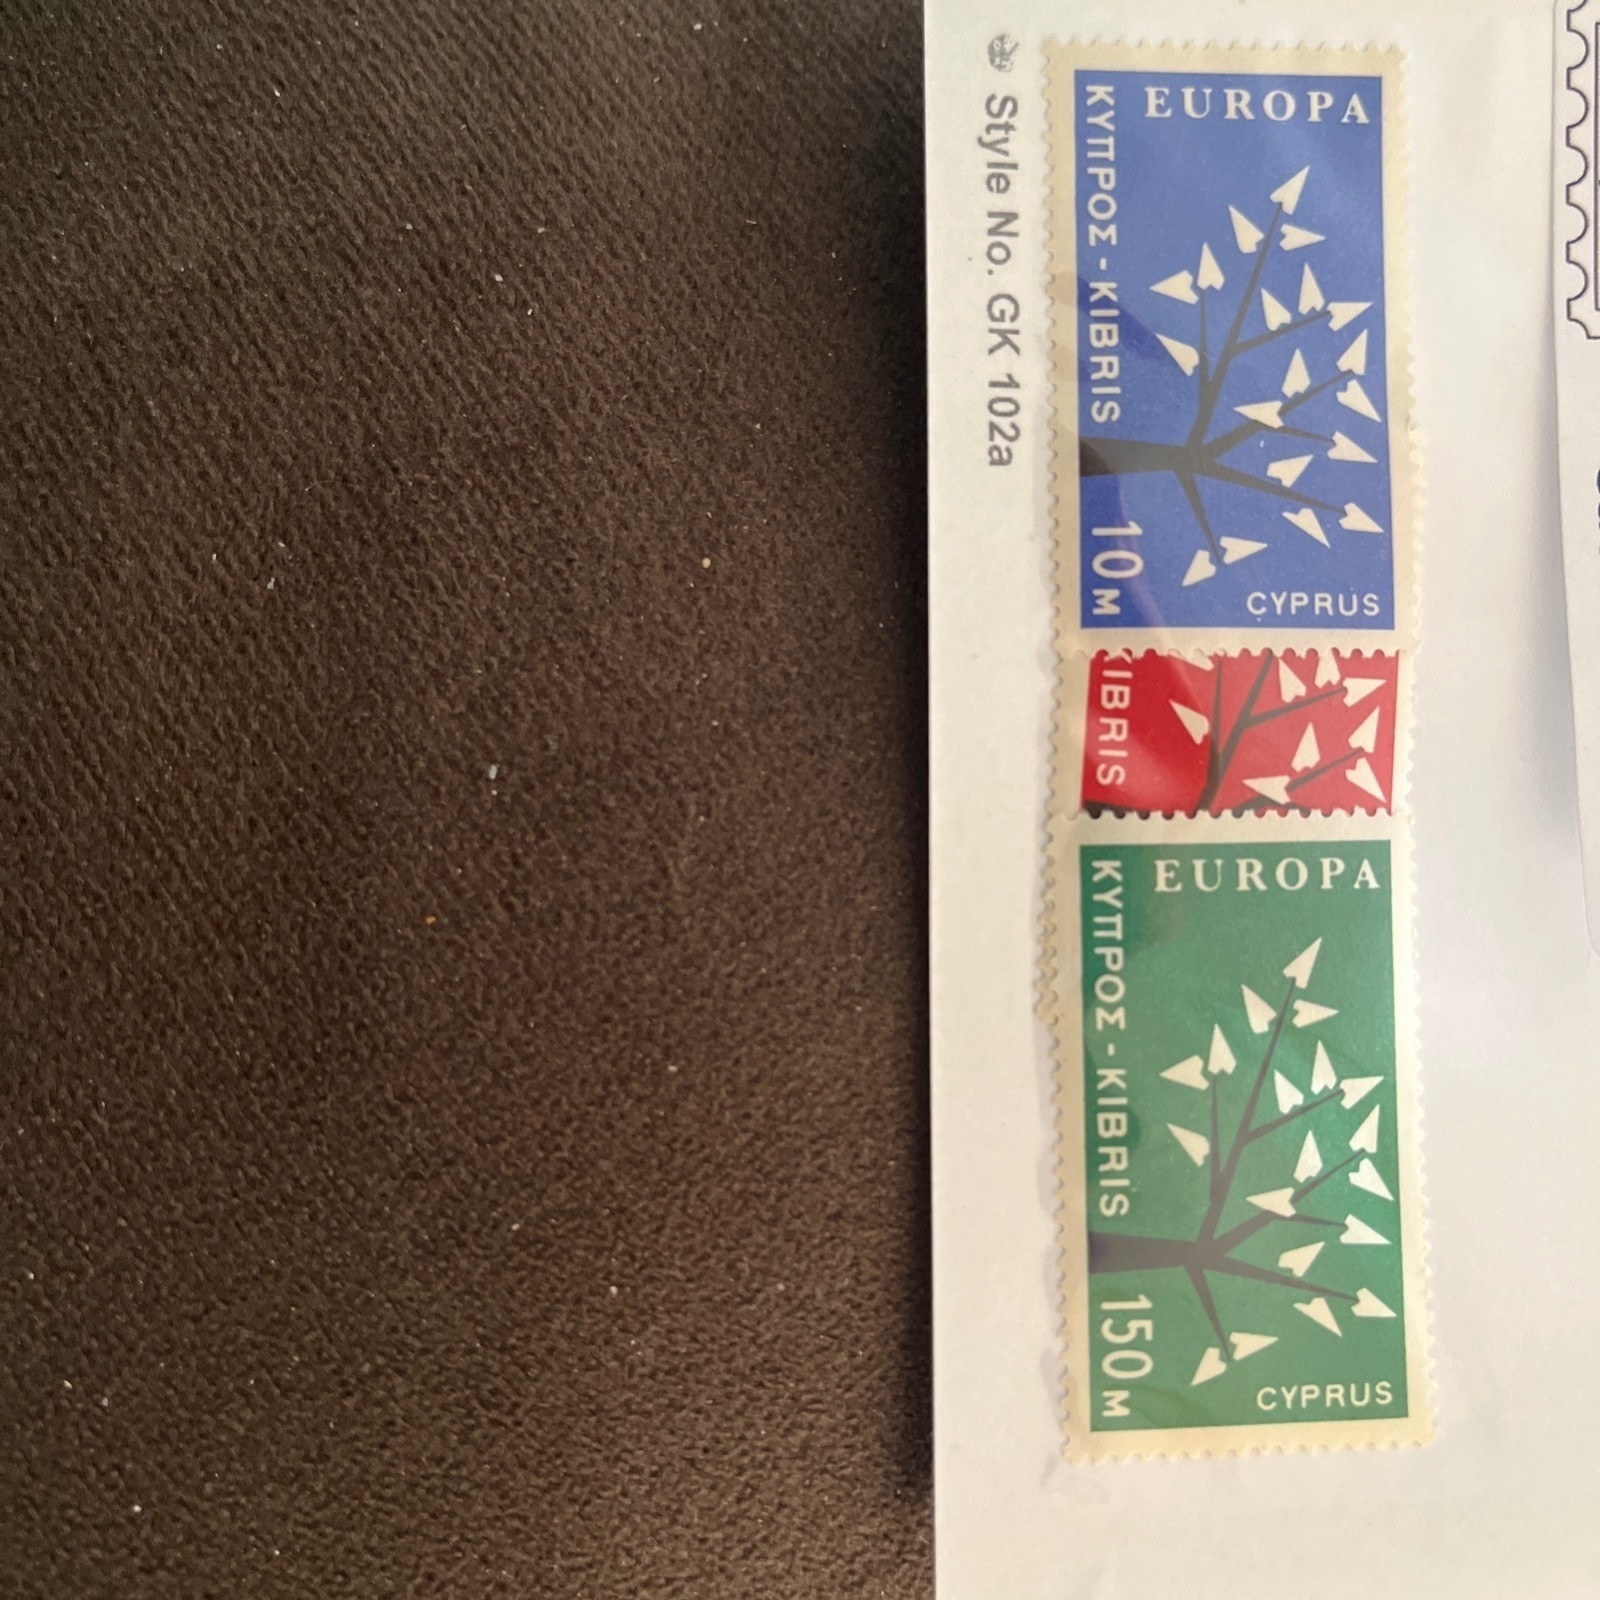 Style No. GK 102a
EUROPA
ΚΥΠΡΟΣ - KIBRIS
10 M
CYPRUS
KIBRIS
EUROPA
ΚΥΠΡΟΣ - KIBRIS
150 M
CYPRUS